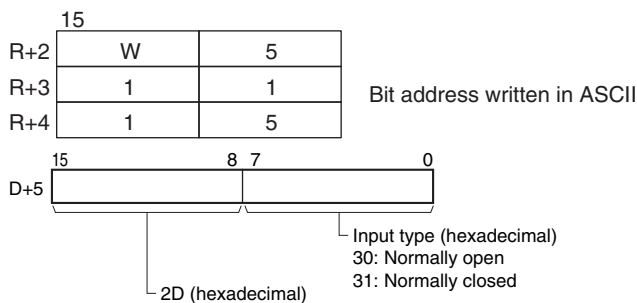 15
R+2 W 5
R+3 1 1 Bit address written in ASCII
R+4 1 5
15 8 7 0
D+5
Input type (hexadecimal)
30: Normally open
31: Normally closed
2D (hexadecimal)